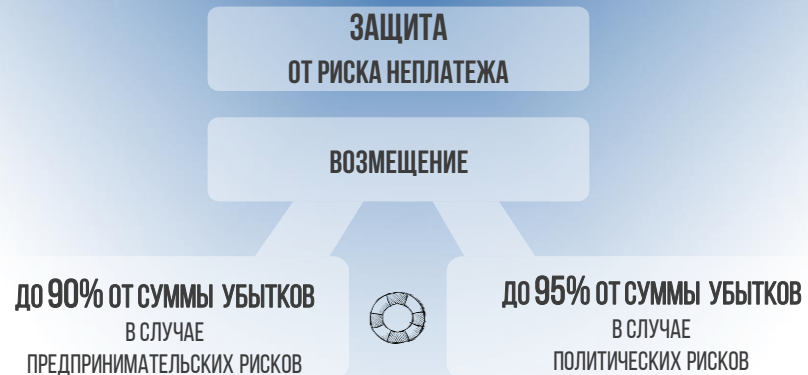 ЗАЩИТА
ОТ РИСКА НЕПЛАТЕЖА
ВОЗМЕЩЕНИЕ
ДО 90% ОТ СУММЫ УБЫТКОВ
В СЛУЧАЕ
ПРЕДПРИНИМАТЕЛЬСКИХ РИСКОВ
ДО 95% ОТ СУММЫ УБЫТКОВ
В СЛУЧАЕ
ПОЛИТИЧЕСКИХ РИСКОВ